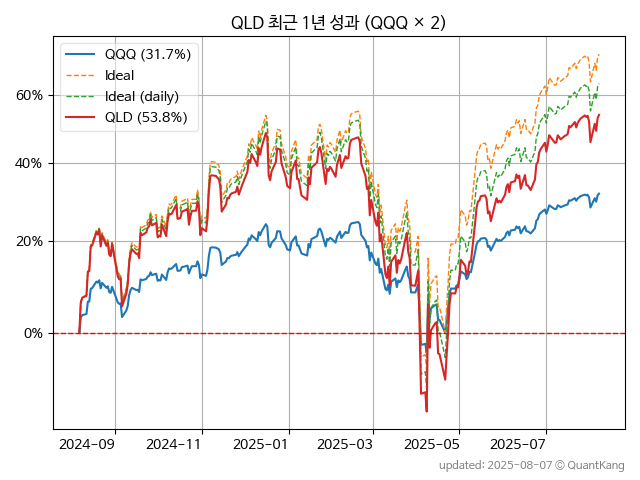 QLD 최근 1년 성과 (QQQ × 2)
QQQ (31.7%)
Ideal
Ideal (daily)
QLD (53.8%)
60%
40%
20%
0%
2024-09
2024-11
2025-01
2025-03
2025-05
2025-07
updated: 2025-08-07 © QuantKang